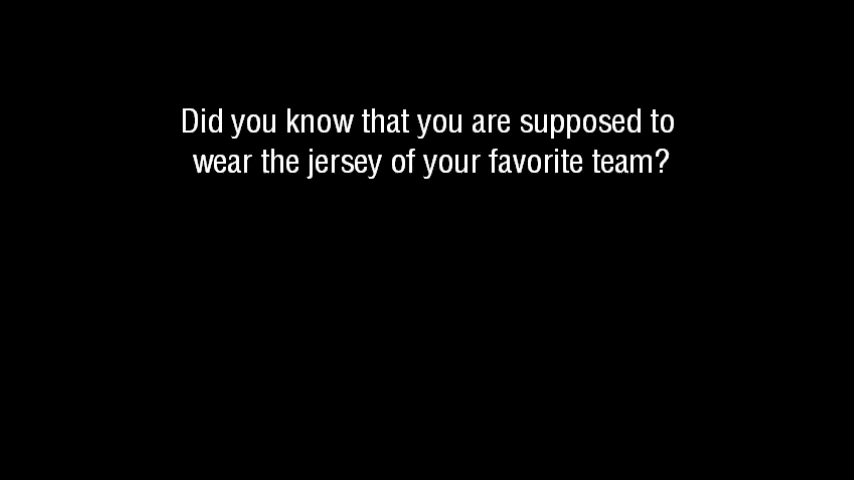 Did you know that you are supposed to
wear the jersey of your favorite team?